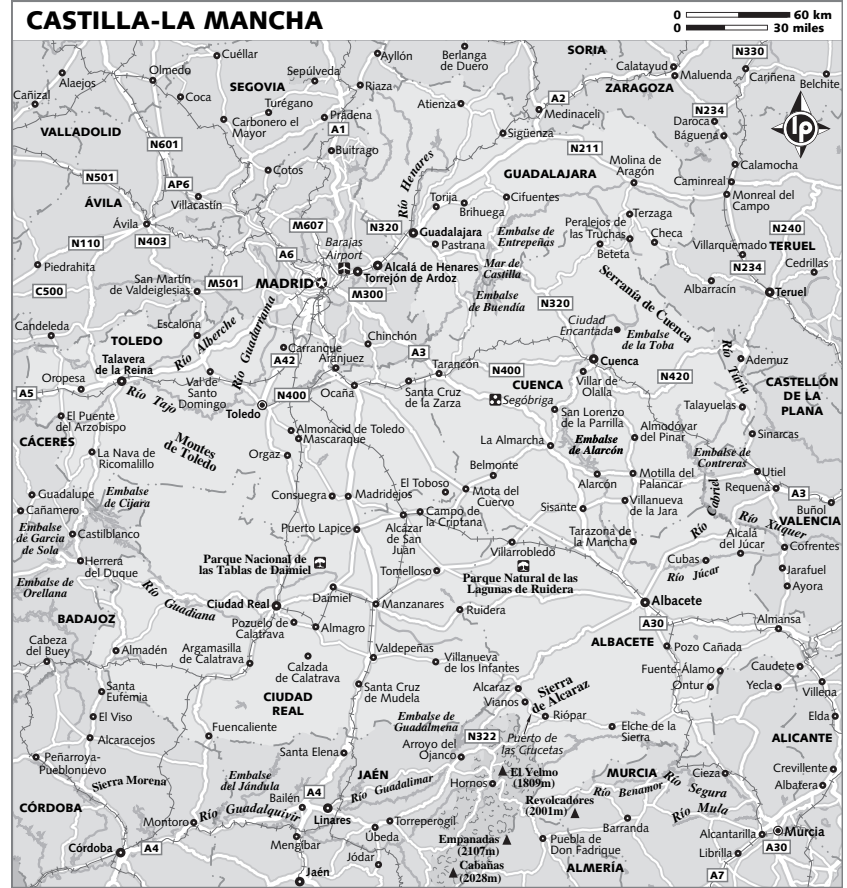 CASTILLA-LA MANCHA
0 60 km
0 30 miles
Cuéllar
Ayllón
Berlanga
de Duero
SORIA
N330
Olmedo
Alaejos
Sepúlveda
Calatayud
Cariñena
SEGOVIA
Riaza
Maluenda
Belchite
ZARAGOZA
Cañizal
Coca
Turégano
Atienza
A2
N234
Carbonero el
Mayor
Prádena
Medinaceli
Daroca
Báguena
lp
VALLADOLID
A1
Sigüenza
N601
Buitrago
N211
Río Henares
Molina de
Aragón
Calamocha
N501
AP6
Cotos
GUADALAJARA
Caminreal
ÁVILA
Villacastín
Torija
Cifuentes
Monreal del
Campo
Brihuega
Terzaga
Ávila
M607
N320
Guadalajara
Embalse de
Entrepeñas
Peralejos de
las Truchas
Checa
N240
N110
N403
A6
Barajas
Airport
Pastrana
Beteta
Villarquemado
TERUEL
Piedrahita
Alcalá de Henares
Mar de
Castilla
Cedrillas
San Martín
de Valdeiglesias
M501
MADRID
Torrejón de Ardoz
N234
C500
M300
Embalse
de Buendía
Serranía de Cuenca
Albarracín
Teruel
N320
Candeleda
Escalona
Río Alberche
Río Guadarrama
Ciudad
Encantada
Embalse
de la Toba
TOLEDO
Chinchón
Río Turia
Talavera
de la Reina
Carranque
A42
Aranjuez
A3
Tarancón
Cuenca
Ademuz
Oropesa
N400
N420
A5
Val de
Santo
Domingo
N400
CUENCA
Villar de
Olalla
CASTELLÓN
DE LA
PLANA
Río Tajo
Toledo
Ocaña
Santa Cruz
de la Zarza
Segóbriga
Talayuelas
El Puente
del Arzobispo
San Lorenzo
de la Parrilla
Almonacid de Toledo
Mascaraque
Almodóvar
del Pinar
Sinarcas
CÁCERES
Montes
de Toledo
La Almarcha
Embalse
de Alarcón
La Nava de
Ricomalillo
Orgaz
Embalse de
Contreras
Belmonte
Utiel
Guadalupe
Embalse
de Cijara
Consuegra
Madridejos
El Toboso
Mota del
Cuervo
Alarcón
Motilla del
Palancar
Requena
A3
Cañamero
Campo de
la Criptana
Sisante
Villanueva
de la Jara
Río Cabriel
Buñol
Embalse
de García
de Sola
Castilblanco
Puerto Lapice
Alcázar
de San
Juan
Tarazona de
la Mancha
Río Xuquer
VALENCIA
Villarrobledo
Alcalá
del Júcar
Cofrentes
Herrera
del Duque
Parque Nacional de
las Tablas de Daimiel
Tomelloso
Parque Natural de las
Lagunas de Ruidera
Cubas
Río Júcar
Jarafuel
Embalse de
Orellana
Ayora
Río Guadiana
Ciudad Real
Daimiel
Manzanares
Ruidera
Albacete
BADAJOZ
Pozuelo de
Calatrava
A30
Almansa
Almagro
Cabeza
del Buey
Almadén
Argamasilla
de Calatrava
Valdepeñas
ALBACETE
Pozo Cañada
Calzada
de Calatrava
Villanueva
de los Infantes
Fuente-Álamo
Caudete
Santa
Eufemia
Santa Cruz
de Mudela
Alcaraz
Sierra
de Alcaraz
Ontur
Yecla
Villena
CIUDAD
REAL
Vianos
El Viso
Riópar
Elda
Fuencaliente
Embalse de
Guadalmena
Elche de la
Sierra
Alcaracejos
N322
Puerto de
las Crucetas
ALICANTE
Santa Elena
Arroyo del
Ojanco
Peñarroya-
Pueblonuevo
JAÉN
El Yelmo
(1809m)
MURCIA
Cieza
Crevillente
Sierra Morena
Embalse
del Jándula
Hornos
Río Benamor
Río Segura
Albatera
A4
Río Guadalimar
Revolcadores
(2001m)
CÓRDOBA
Bailén
Río Mula
Montoro
Río Guadalquivir
Linares
Torreperogil
Barranda
Alcantarilla
Murcia
Úbeda
Empanadas
(2107m)
Puebla de
Don Fadrique
Librilla
A30
Córdoba
A4
Mengíbar
Jódar
Cabañas
(2028m)
ALMERÍA
A7
Jaén